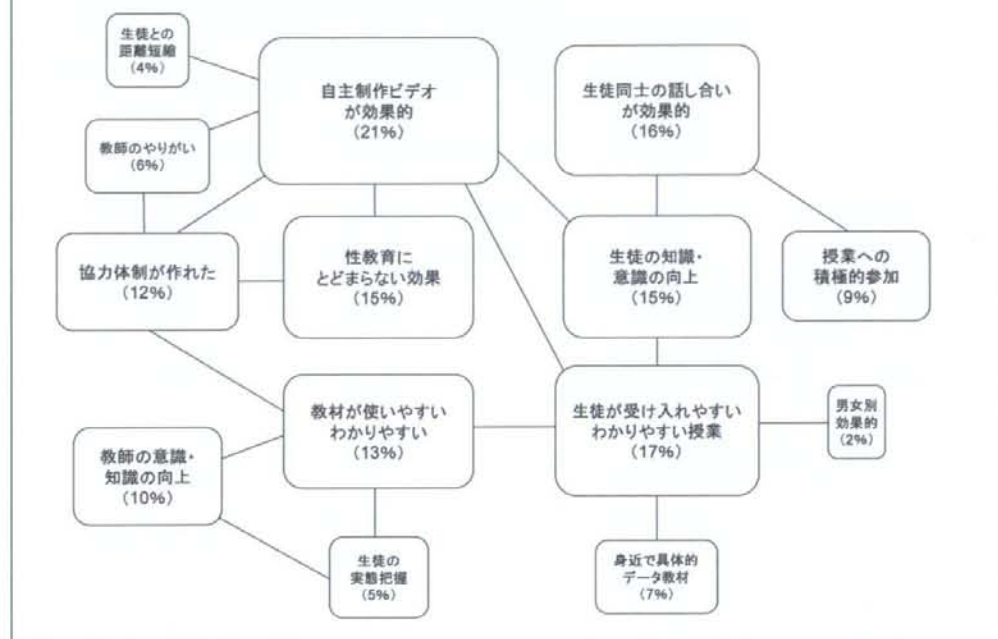 生徒との
距離短縮
(4%)
自主制作ビデオ
が効果的
(21%)
生徒同士の話し合い
が効果的
(16%)
教師のやりがい
(6%)
協力体制が作れた
(12%)
性教育に
とどまらない効果
(15%)
生徒の知識・
意識の向上
(15%)
授業への
積極的参加
(9%)
教材が使いやすい
わかりやすい
(13%)
生徒が受け入れやすい
わかりやすい授業
(17%)
男女別
効果的
(2%)
教師の意識・
知識の向上
(10%)
生徒の
実態把握
(5%)
身近で具体的
データ教材
(7%)